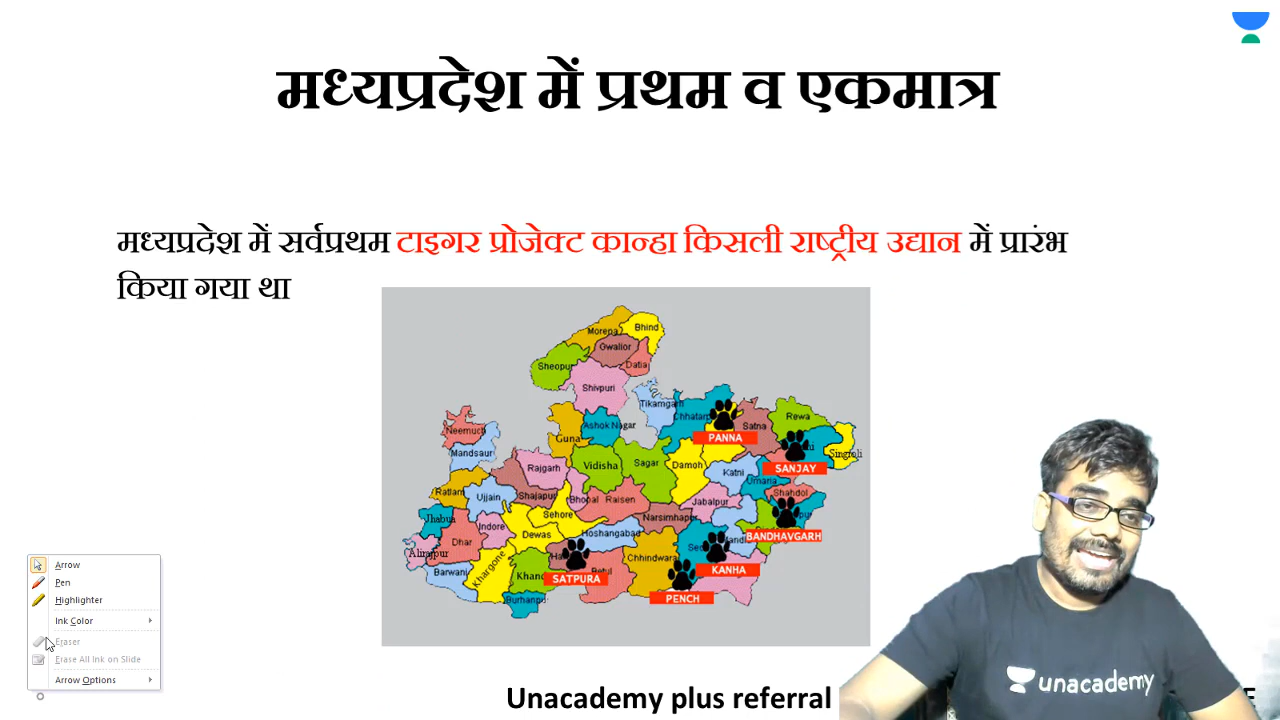 मध्यप्रदेश में प्रथम व एकमात्र
मध्यप्रदेश में सर्वप्रथम टाइगर प्रोजेक्ट कान्हा किसली राष्ट्रीय उद्यान में प्रारंभ
किया गया था
Morena
Bhind
Gwalior
Sheopur
Datia
Shivpuri
Tikamgarh
Chhatarp
Rewa
Neemuch
Guna
Ashok Nagar
PANNA
Satna
Mandsaur
Singroli
Rajgarh
Vidisha
Sagar
Damoh
Katni
SANJAY
Umaria
Ratlam
Ujjain
Shajapur
Bhopal
Raisen
Jabalpur
Shahdol
Jhabua
Indore
Sehore
Narsimhapur
Dhar
Dewas
Hoshangabad
BANDHAVGARH
Alirajpur
Chhindwara
KANHA
Barwani
Khargone
SATPURA
Burhanpur
PENCH
Arrow
Pen
Highlighter
Ink Color
Eraser
Erase All Ink on Slide
Arrow Options
unacademy
Unacademy plus referral